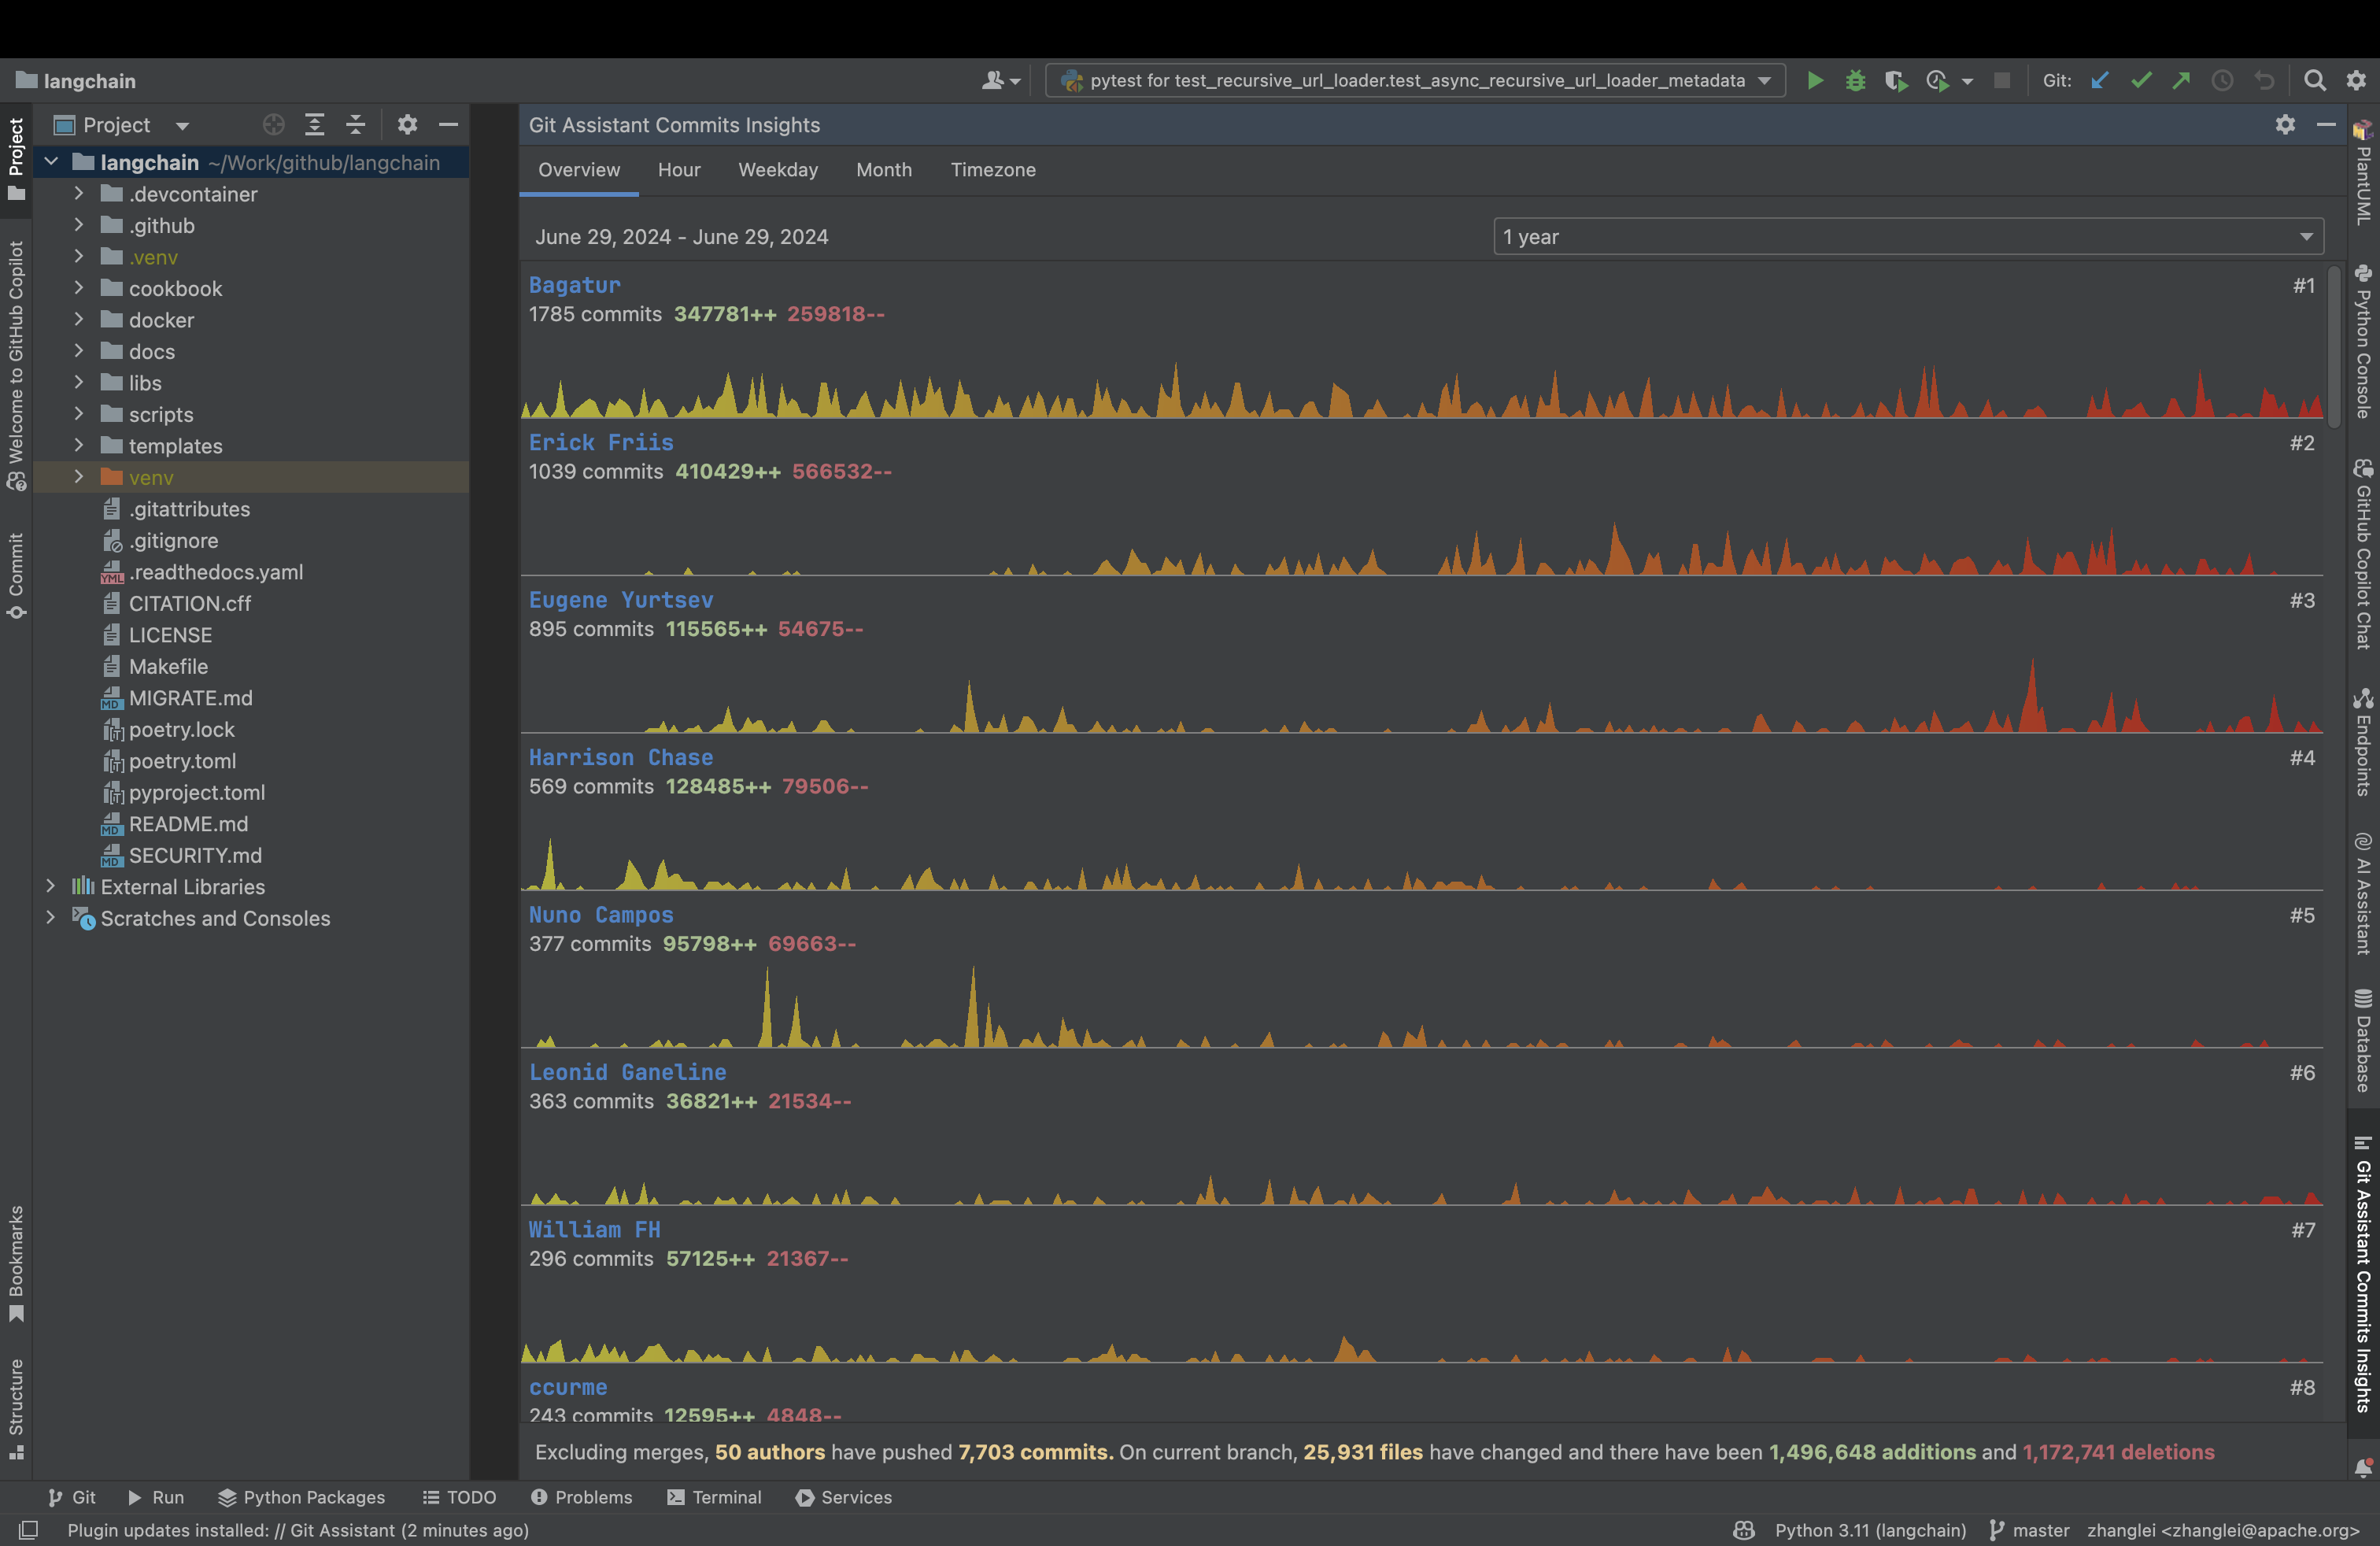 langchain
pytest for test_recursive_url_loader.test_async_recursive_url_loader_metadata
Git:
Project
Welcome to GitHub Copilot
Commit
Bookmarks
Structure
Project
langchain ~/Work/github/langchain
.devcontainer
.github
.venv
cookbook
docker
docs
libs
scripts
templates
venv
.gitattributes
.gitignore
.readthedocs.yaml
CITATION.cff
LICENSE
Makefile
MIGRATE.md
poetry.lock
poetry.toml
pyproject.toml
README.md
SECURITY.md
External Libraries
Scratches and Consoles
Git Assistant Commits Insights
Overview Hour Weekday Month Timezone
June 29, 2024 - June 29, 2024
1 year
Bagatur #1
1785 commits 347781++ 259818--
Erick Friis #2
1039 commits 410429++ 566532--
Eugene Yurtsev #3
895 commits 115565++ 54675--
Harrison Chase #4
569 commits 128485++ 79506--
Nuno Campos #5
377 commits 95798++ 69663--
Leonid Ganeline #6
363 commits 36821++ 21534--
William FH #7
296 commits 57125++ 21367--
ccurme #8
243 commits 12595++ 4848--
Excluding merges, 50 authors have pushed 7,703 commits. On current branch, 25,931 files have changed and there have been 1,496,648 additions and 1,172,741 deletions
PlantUML
Python Console
GitHub Copilot Chat
Endpoints
AI Assistant
Database
Git Assistant Commits Insights
Git Run Python Packages TODO Problems Terminal Services
Plugin updates installed: // Git Assistant (2 minutes ago)
Python 3.11 (langchain) master zhanglei <zhanglei@apache.org>